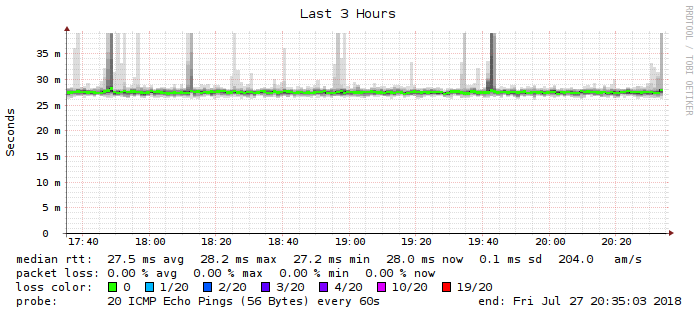 Last 3 Hours
RRDTOOL / TOBI OETIKER
Seconds
35 m
30 m
25 m
20 m
15 m
10 m
5 m
0
17:40 18:00 18:20 18:40 19:00 19:20 19:40 20:00 20:20
median rtt: 27.5 ms avg 28.2 ms max 27.2 ms min 28.0 ms now 0.1 ms sd 204.0 am/s
packet loss: 0.00 % avg 0.00 % max 0.00 % min 0.00 % now
loss color: 0 1/20 2/20 3/20 4/20 10/20 19/20
probe: 20 ICMP Echo Pings (56 Bytes) every 60s end: Fri Jul 27 20:35:03 2018